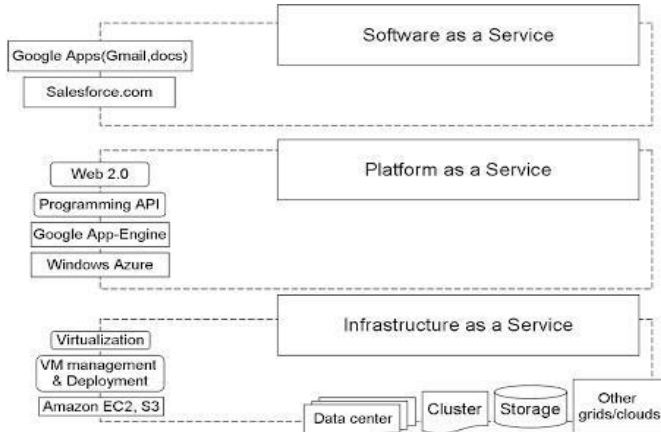 Software as a Service
Google Apps(Gmail,docs)
Salesforce.com
Platform as a Service
Web 2.0
Programming API
Google App-Engine
Windows Azure
Infrastructure as a Service
Virtualization
VM management
& Deployment
Amazon EC2, S3
Data center
Cluster
Storage
Other
grids/clouds